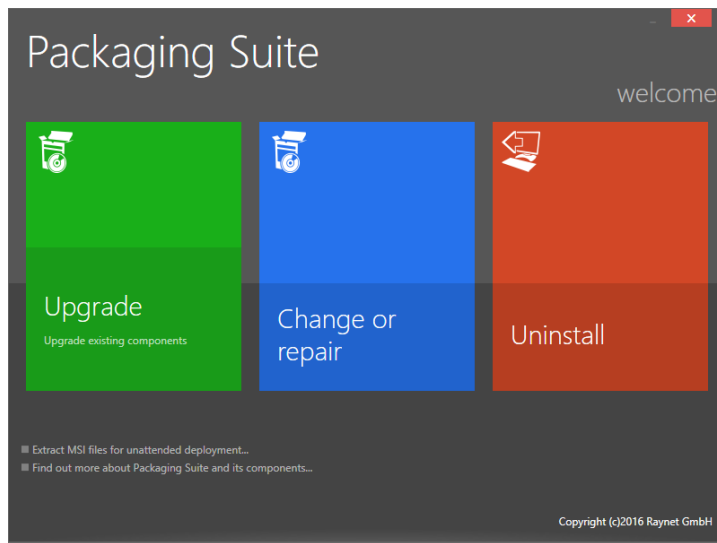 Packaging Suite
welcome
Upgrade
Upgrade existing components
Change or
repair
Uninstall
Extract MSI files for unattended deployment...
Find out more about Packaging Suite and its components...
Copyright (c)2016 Raynet GmbH